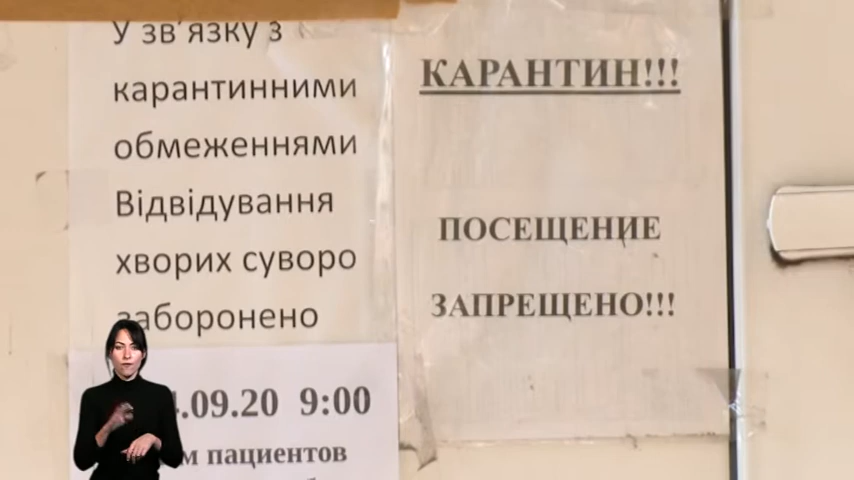 У зв'язку з
карантинними
обмеженнями
Відвідування
хворих суворо
заборонено
.09.20 9:00
пациентов
КАРАНТИН!!!
ПОСЕЩЕНИЕ
ЗАПРЕЩЕНО!!!